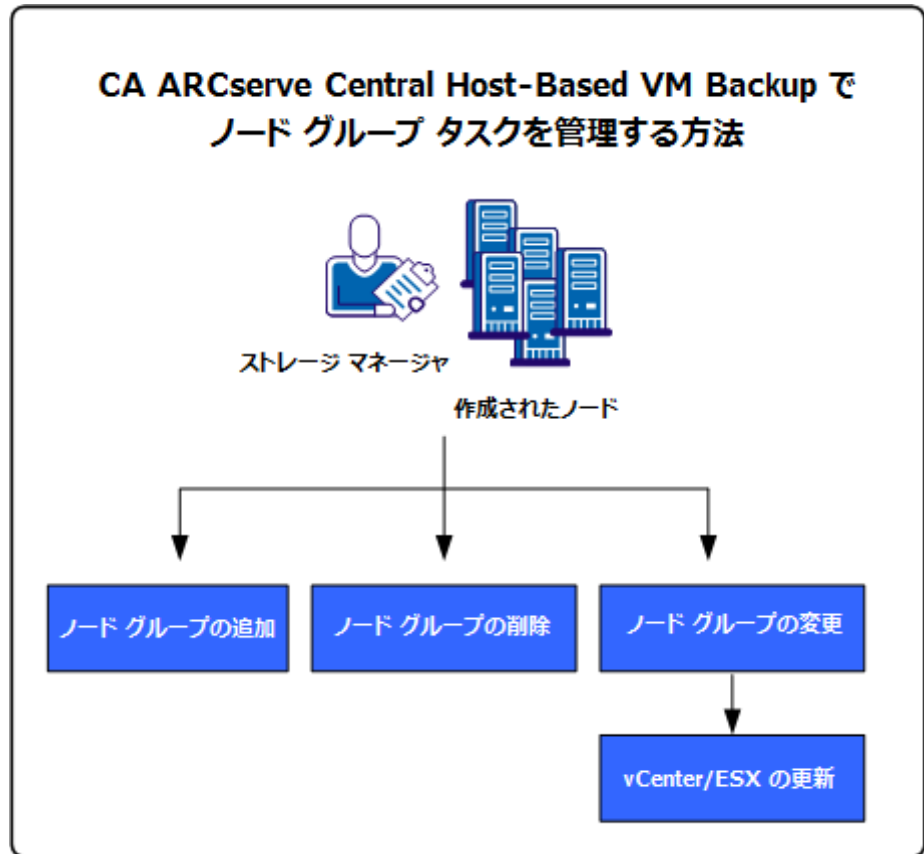 CA ARCserve Central Host-Based VM Backup で
ノード グループ タスクを管理する方法
ストレージ マネージャ
作成されたノード
ノード グループの追加
ノード グループの削除
ノード グループの変更
vCenter/ESX の更新